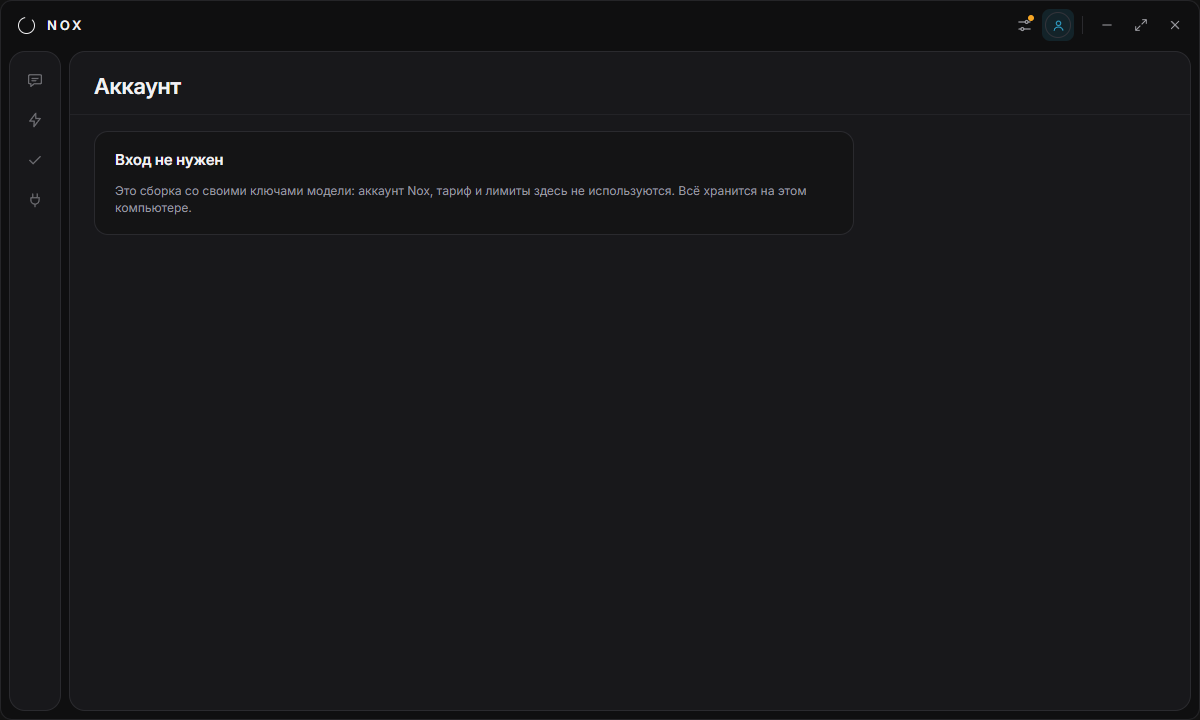 NOX
Аккаунт
Вход не нужен
Это сборка со своими ключами модели: аккаунт Nox, тариф и лимиты здесь не используются. Всё хранится на этом
компьютере.